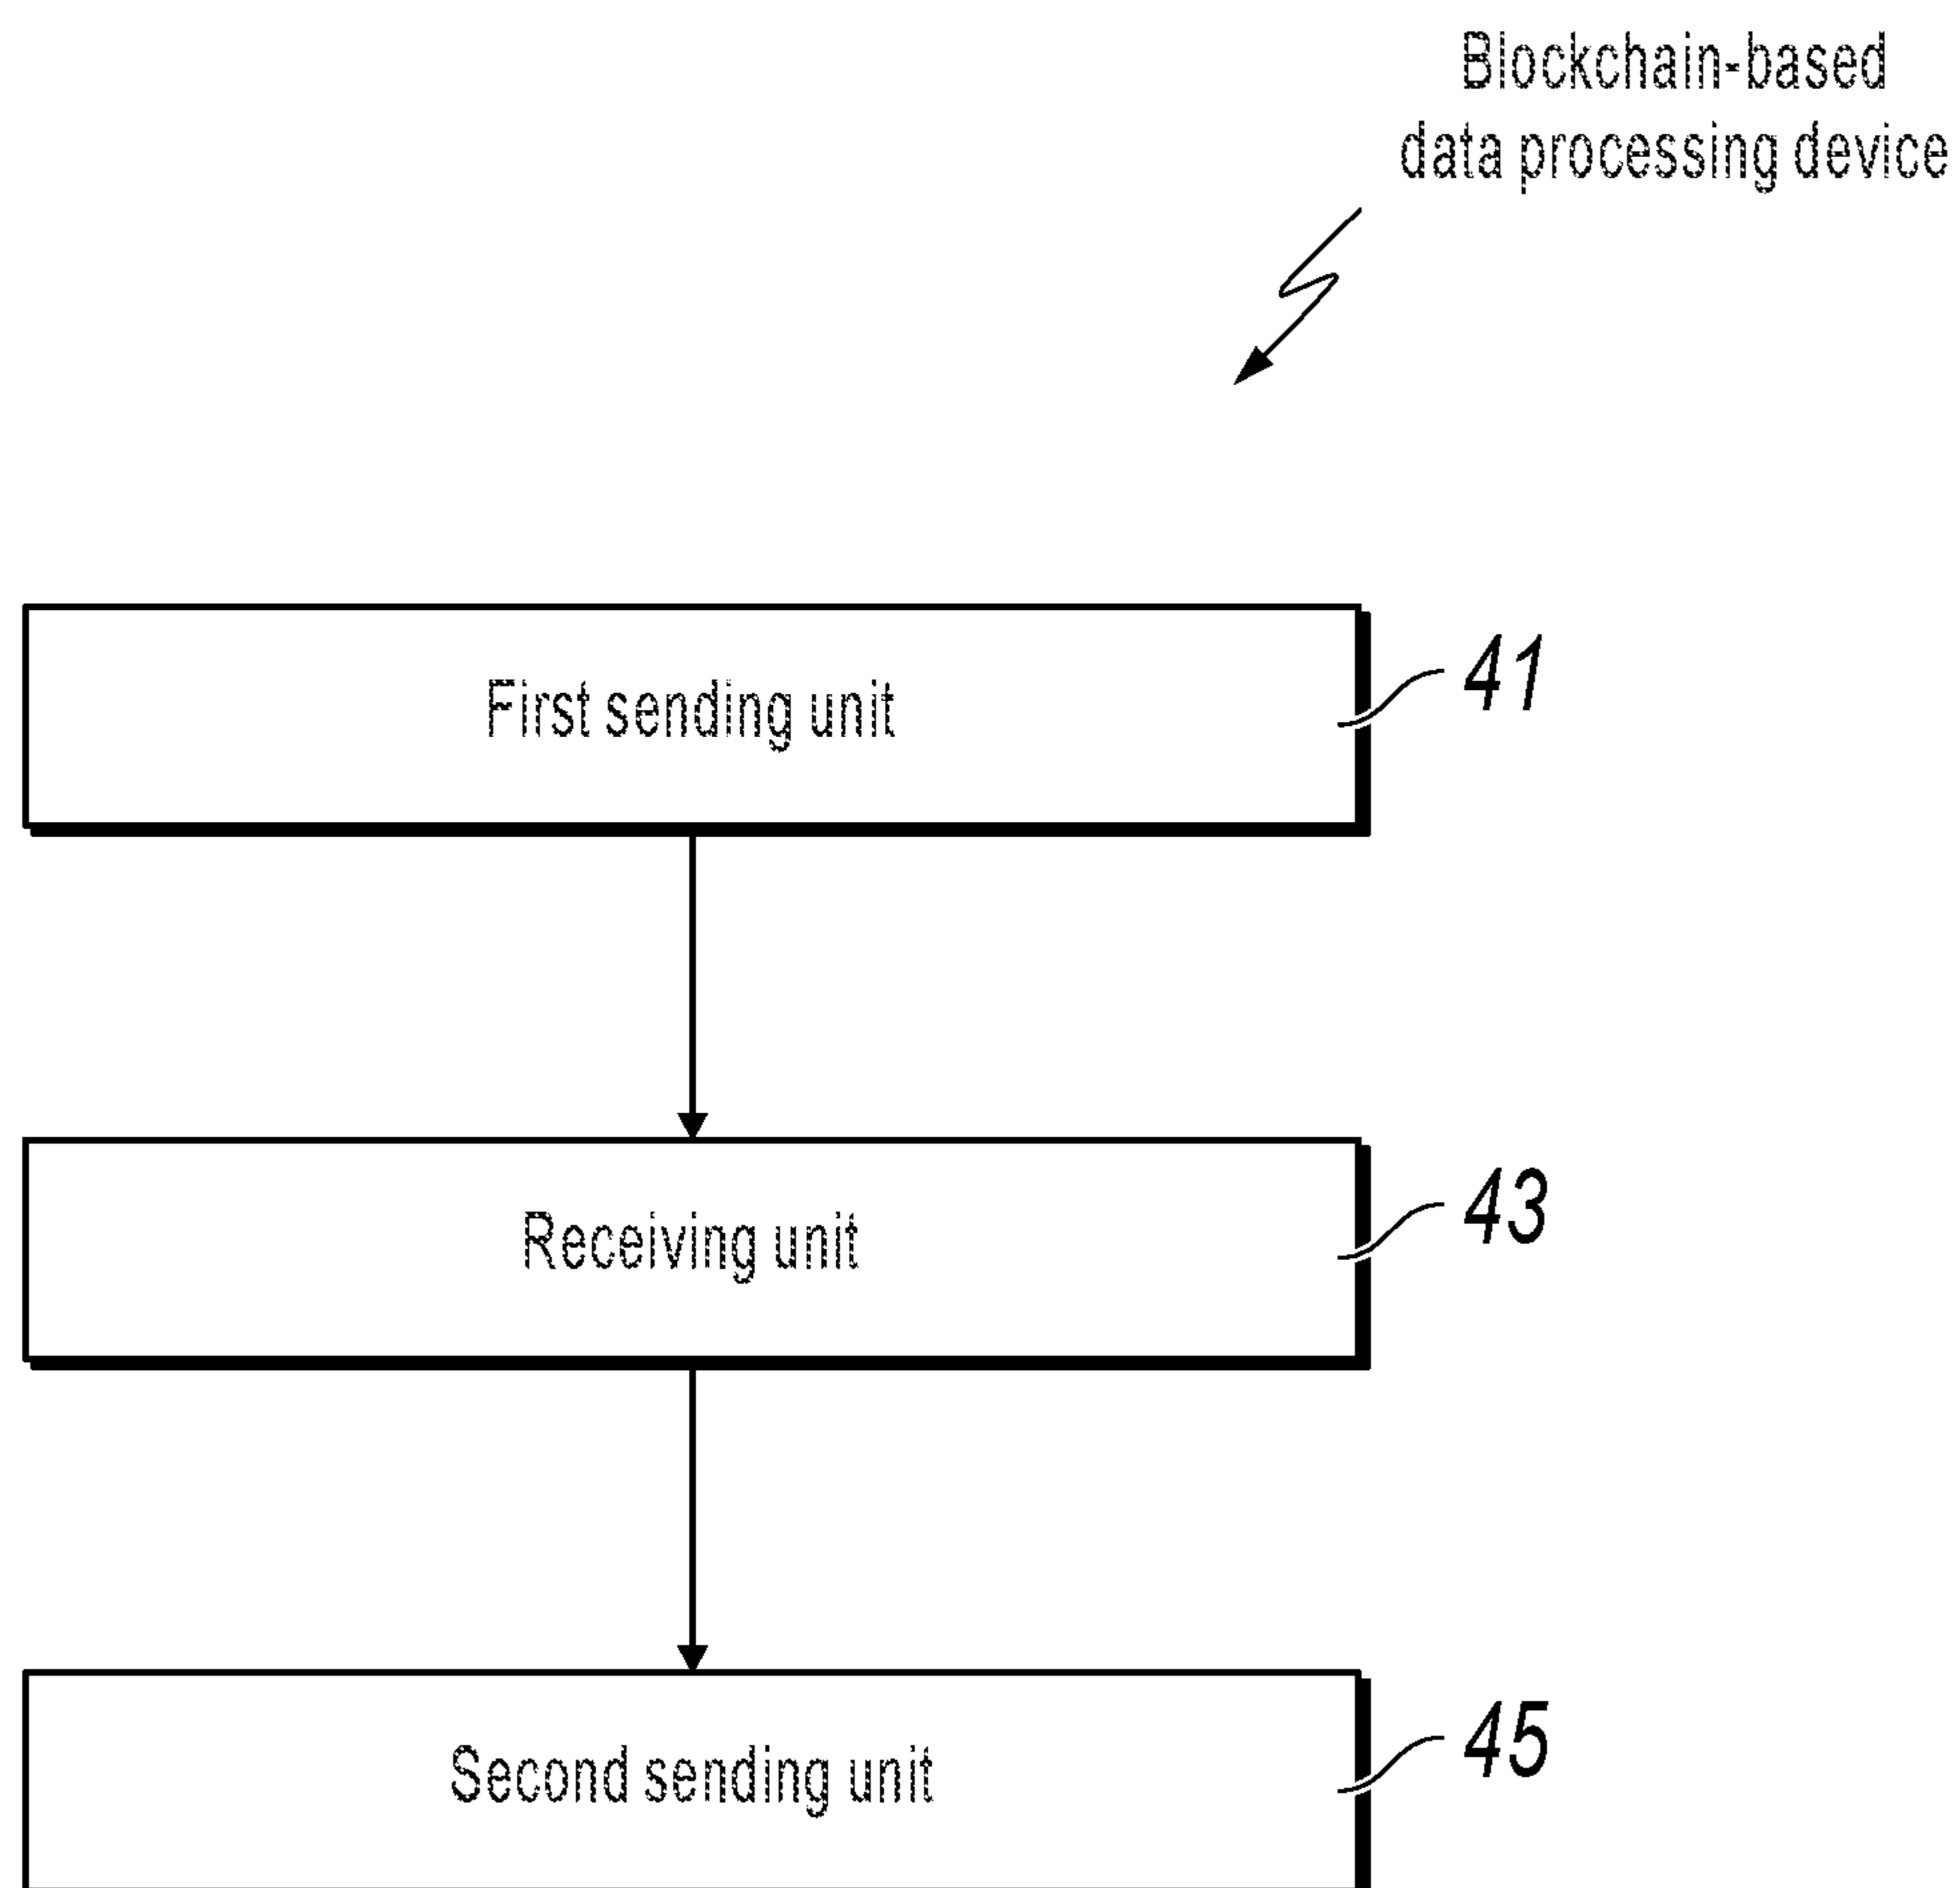 Blockchain-based
data processing device
First sending unit
41
Receiving unit
43
Second sending unit
45